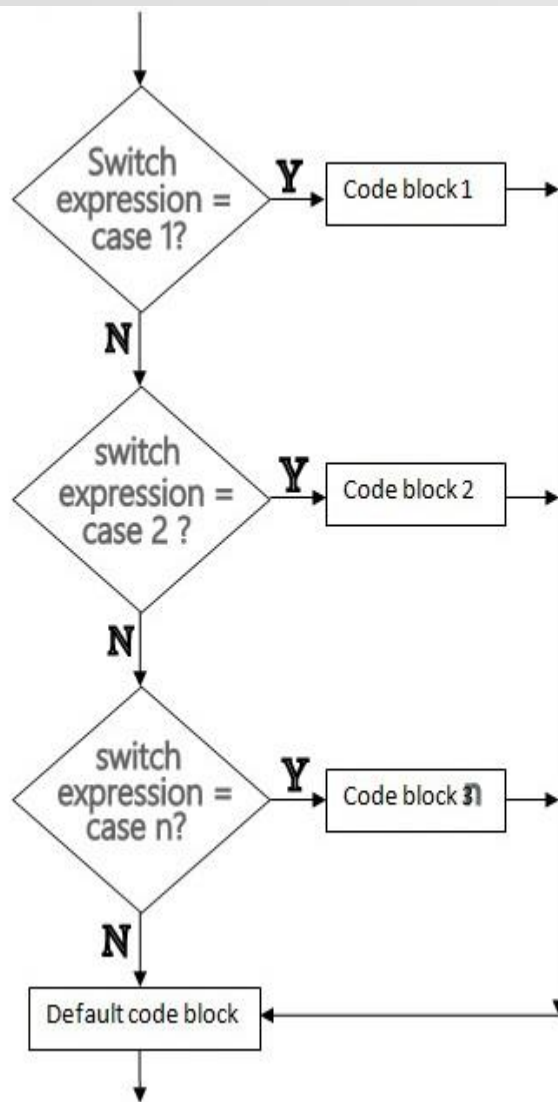 Switch
expression =
case 1?
Y
Code block 1
N
switch
expression =
case 2 ?
Y
Code block 2
N
switch
expression =
case n?
Y
Code block
N
Default code block